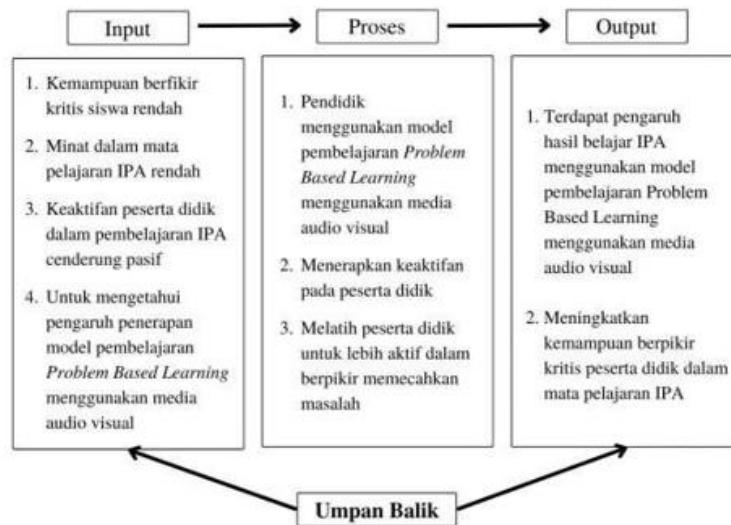 Input
Proses
Output
1. Kemampuan berfikir
kritis siswa rendah
2. Minat dalam mata
pelajaran IPA rendah
3. Keaktifan peserta didik
dalam pembelajaran IPA
cenderung pasif
4. Untuk mengetahui
pengaruh penerapan
model pembelajaran
Problem Based Learning
menggunakan media
audio visual
1. Pendidik
menggunakan model
pembelajaran Problem
Based Learning
menggunakan media
audio visual
2. Menerapkan keaktifan
pada peserta didik
3. Melatih peserta didik
untuk lebih aktif dalam
berpikir memecahkan
masalah
1. Terdapat pengaruh
hasil belajar IPA
menggunakan model
pembelajaran Problem
Based Learning
menggunakan media
audio visual
2. Meningkatkan
kemampuan berpikir
kritis peserta didik dalam
mata pelajaran IPA
Umpan Balik